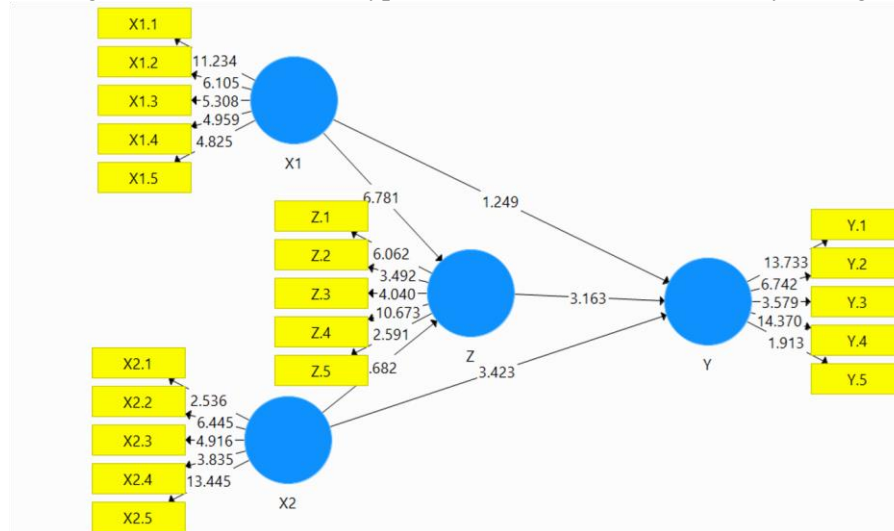 X1.1
X1.2
X1.3
X1.4
X1.5
11.234
6.105
5.308
4.959
4.825
X1
6.781
1.249
Z.1
Z.2
Z.3
Z.4
Z.5
6.062
3.492
4.040
10.673
2.591
Z
.682
3.163
3.423
Y
13.733
6.742
3.579
14.370
1.913
Y.1
Y.2
Y.3
Y.4
Y.5
X2.1
X2.2
X2.3
X2.4
X2.5
2.536
6.445
4.916
3.835
13.445
X2